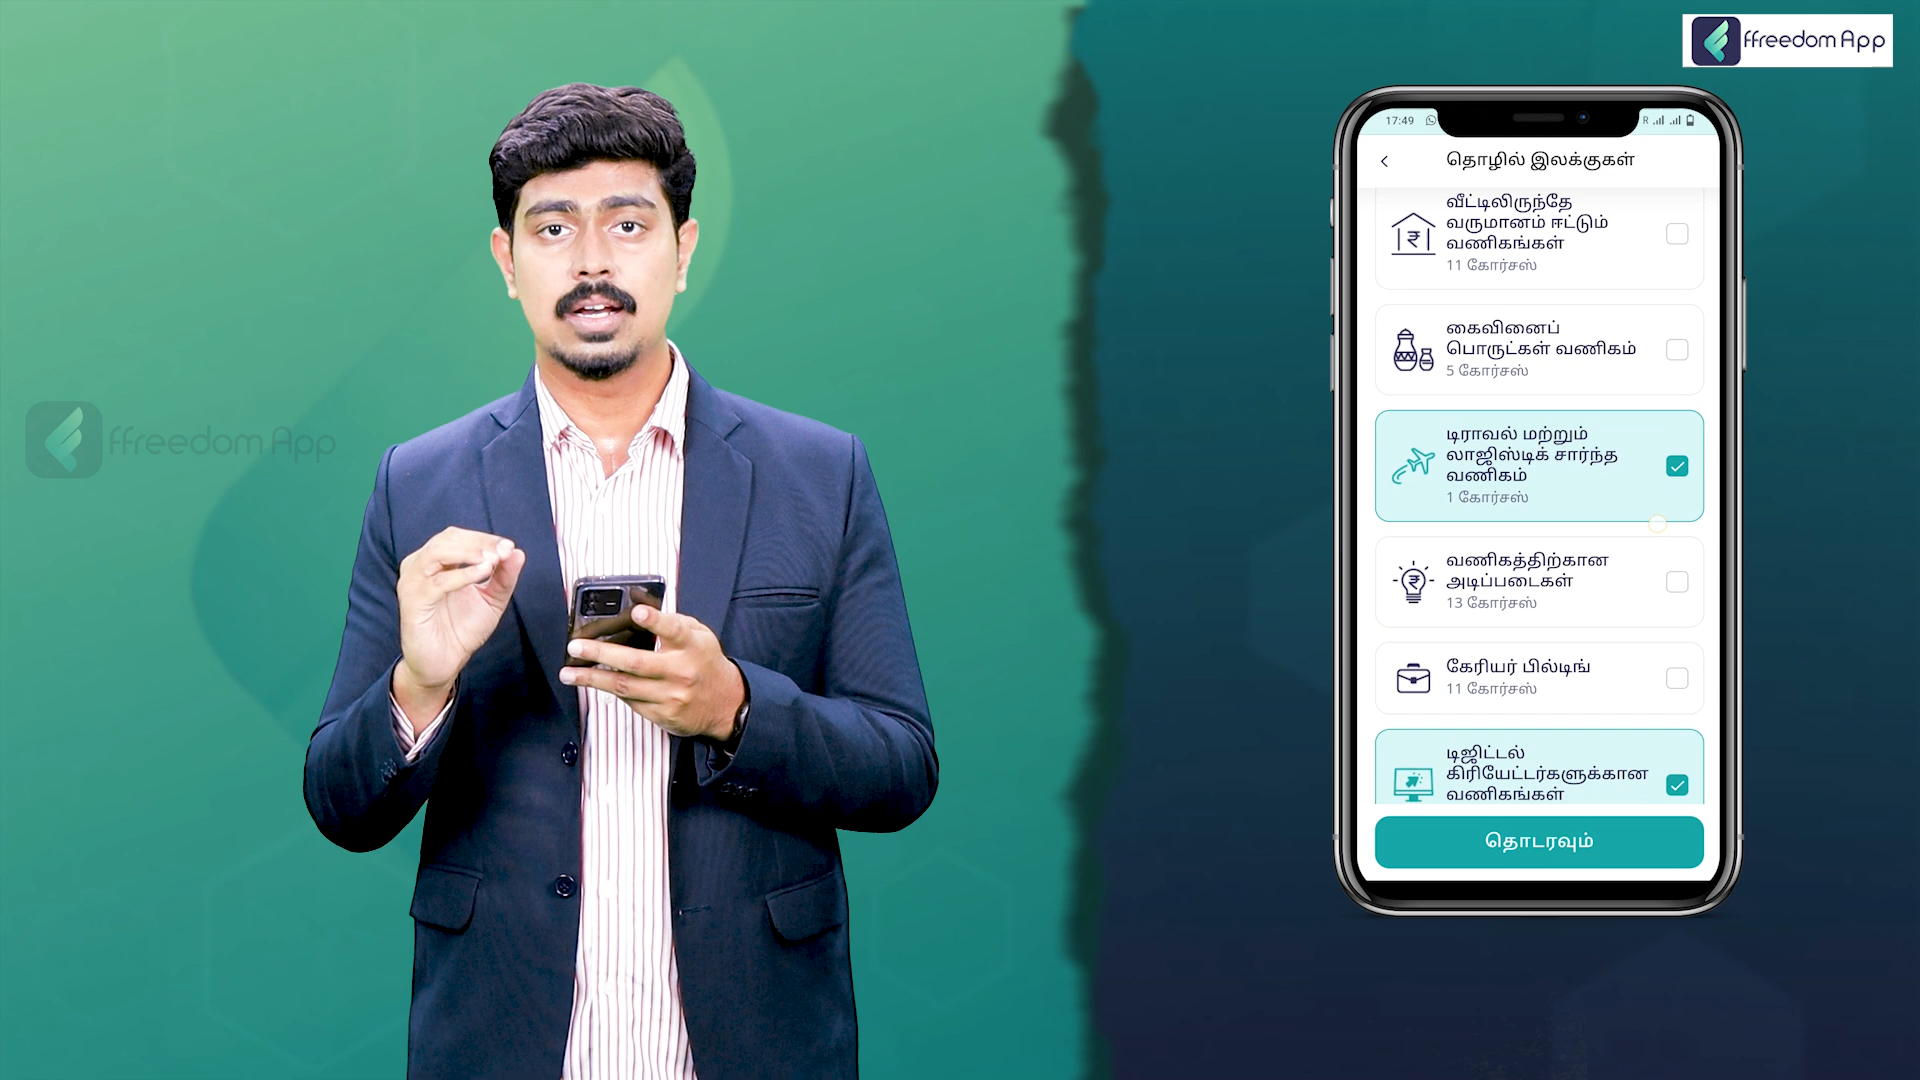 ffreedom App
ffreedom App
17:49
R
தொழில் இலக்குகள்
வீட்டிலிருந்தே
வருமானம் ஈட்டும்
வணிகங்கள்
11 கோர்சஸ்
கைவினைப்
பொருட்கள் வணிகம்
5 கோர்சஸ்
டிராவல் மற்றும்
லாஜிஸ்டிக் சார்ந்த
வணிகம்
1 கோர்சஸ்
வணிகத்திற்கான
அடிப்படைகள்
13 கோர்சஸ்
கேரியர் பில்டிங்
11 கோர்சஸ்
டிஜிட்டல்
கிரியேட்டர்களுக்கான
வணிகங்கள்
தொடரவும்